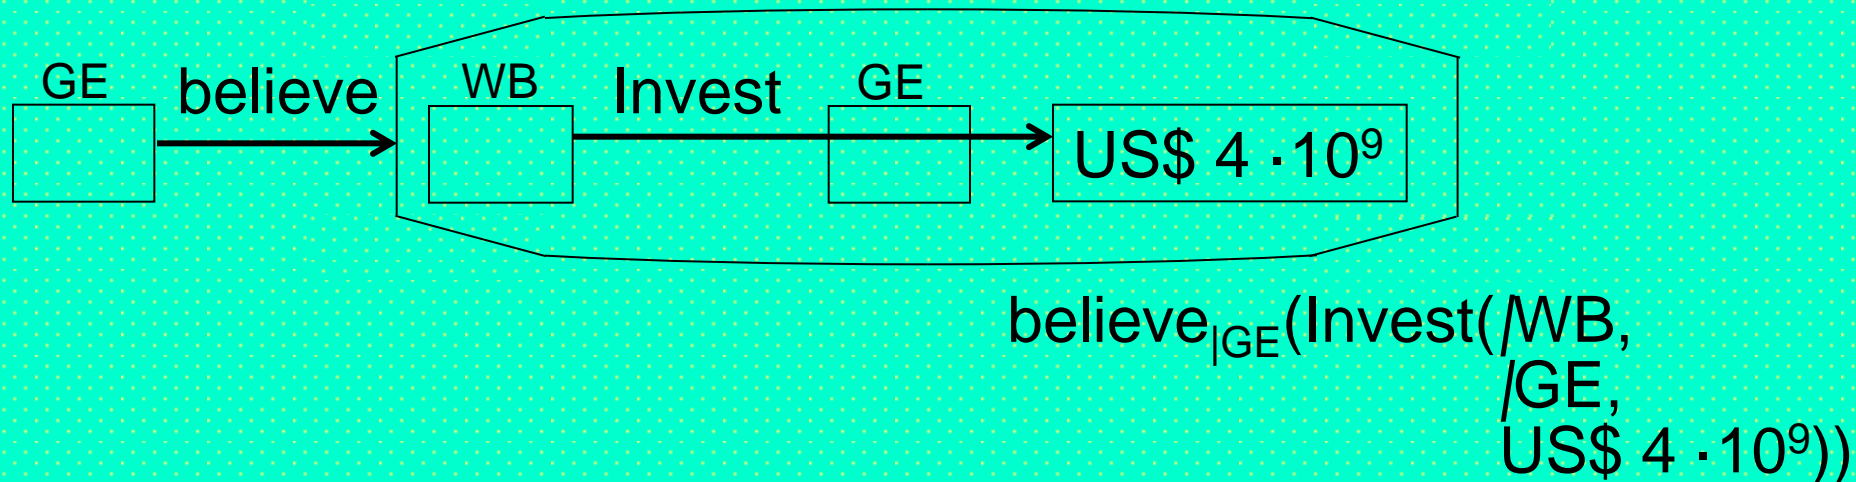 GE believe WB Invest GE
US$ 4 ·10⁹
believe|GE(Invest(|WB,
|GE,
US$ 4 ·10⁹))